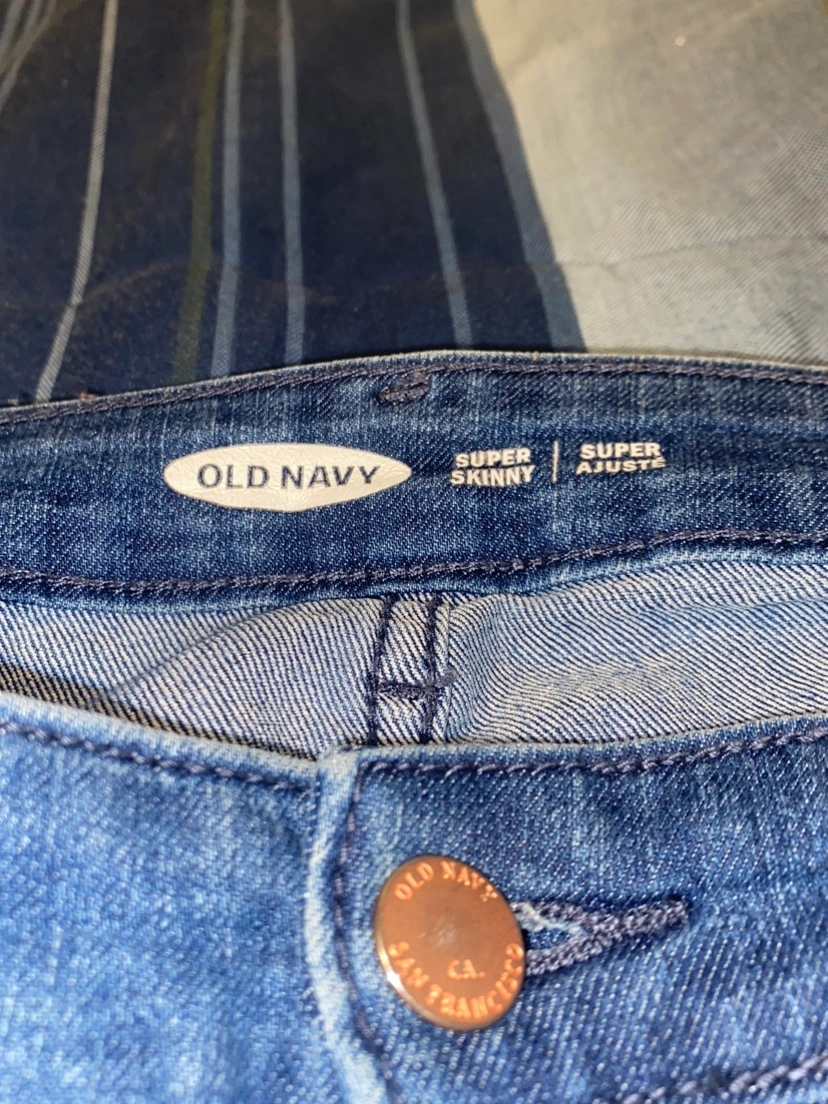 OLD NAVY
SUPER
SKINNY
SUPER
AJUSTÉ
OLD NAVY
CA.
SAN FRANCISCO